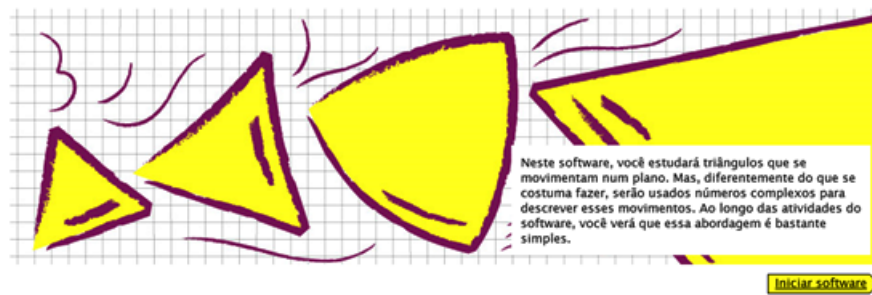 Neste software, você estudará triângulos que se
movimentam num plano. Mas, diferentemente do que se
costuma fazer, serão usados números complexos para
descrever esses movimentos. Ao longo das atividades do
software, você verá que essa abordagem é bastante
simples.
Iniciar software